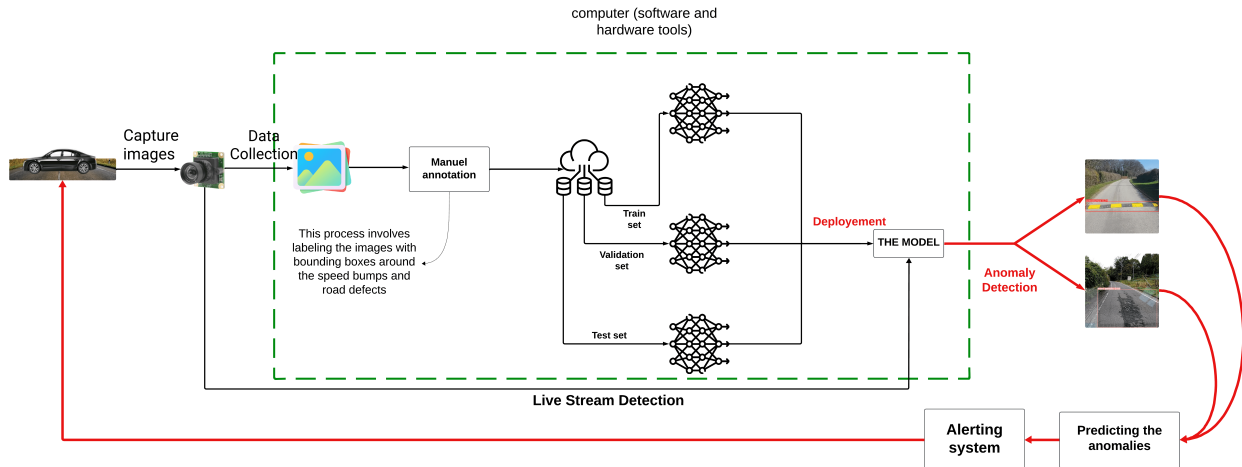 computer (software and
hardware tools)
Capture
images
Data
Collection
Manuel
annotation
This process involves
labeling the images with
bounding boxes around
the speed bumps and
road defects
Train
set
Validation
set
Test set
Deployement
THE MODEL
Anomaly
Detection
Live Stream Detection
Alerting
system
Predicting the
anomalies